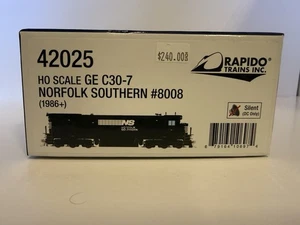 42025
$240.00
HO SCALE GE C30-7
NORFOLK SOUTHERN #8008
(1986+)
RAPIDO
TRAINS INC.
Silent
(DC Only)
NS